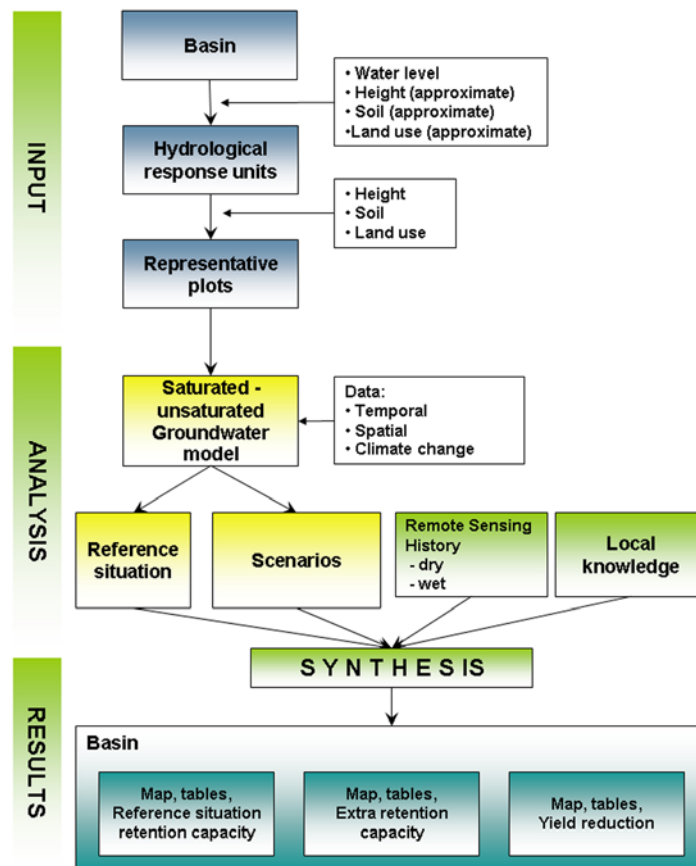 INPUT
Basin
• Water level
• Height (approximate)
• Soil (approximate)
•Land use (approximate)
Hydrological
response units
• Height
• Soil
• Land use
Representative
plots
ANALYSIS
Saturated -
unsaturated
Groundwater
model
Data:
• Temporal
• Spatial
• Climate change
Reference
situation
Scenarios
Remote Sensing
History
- dry
- wet
Local
knowledge
S Y N T H E S I S
RESULTS
Basin
Map, tables,
Reference situation
retention capacity
Map, tables,
Extra retention
capacity
Map, tables,
Yield reduction